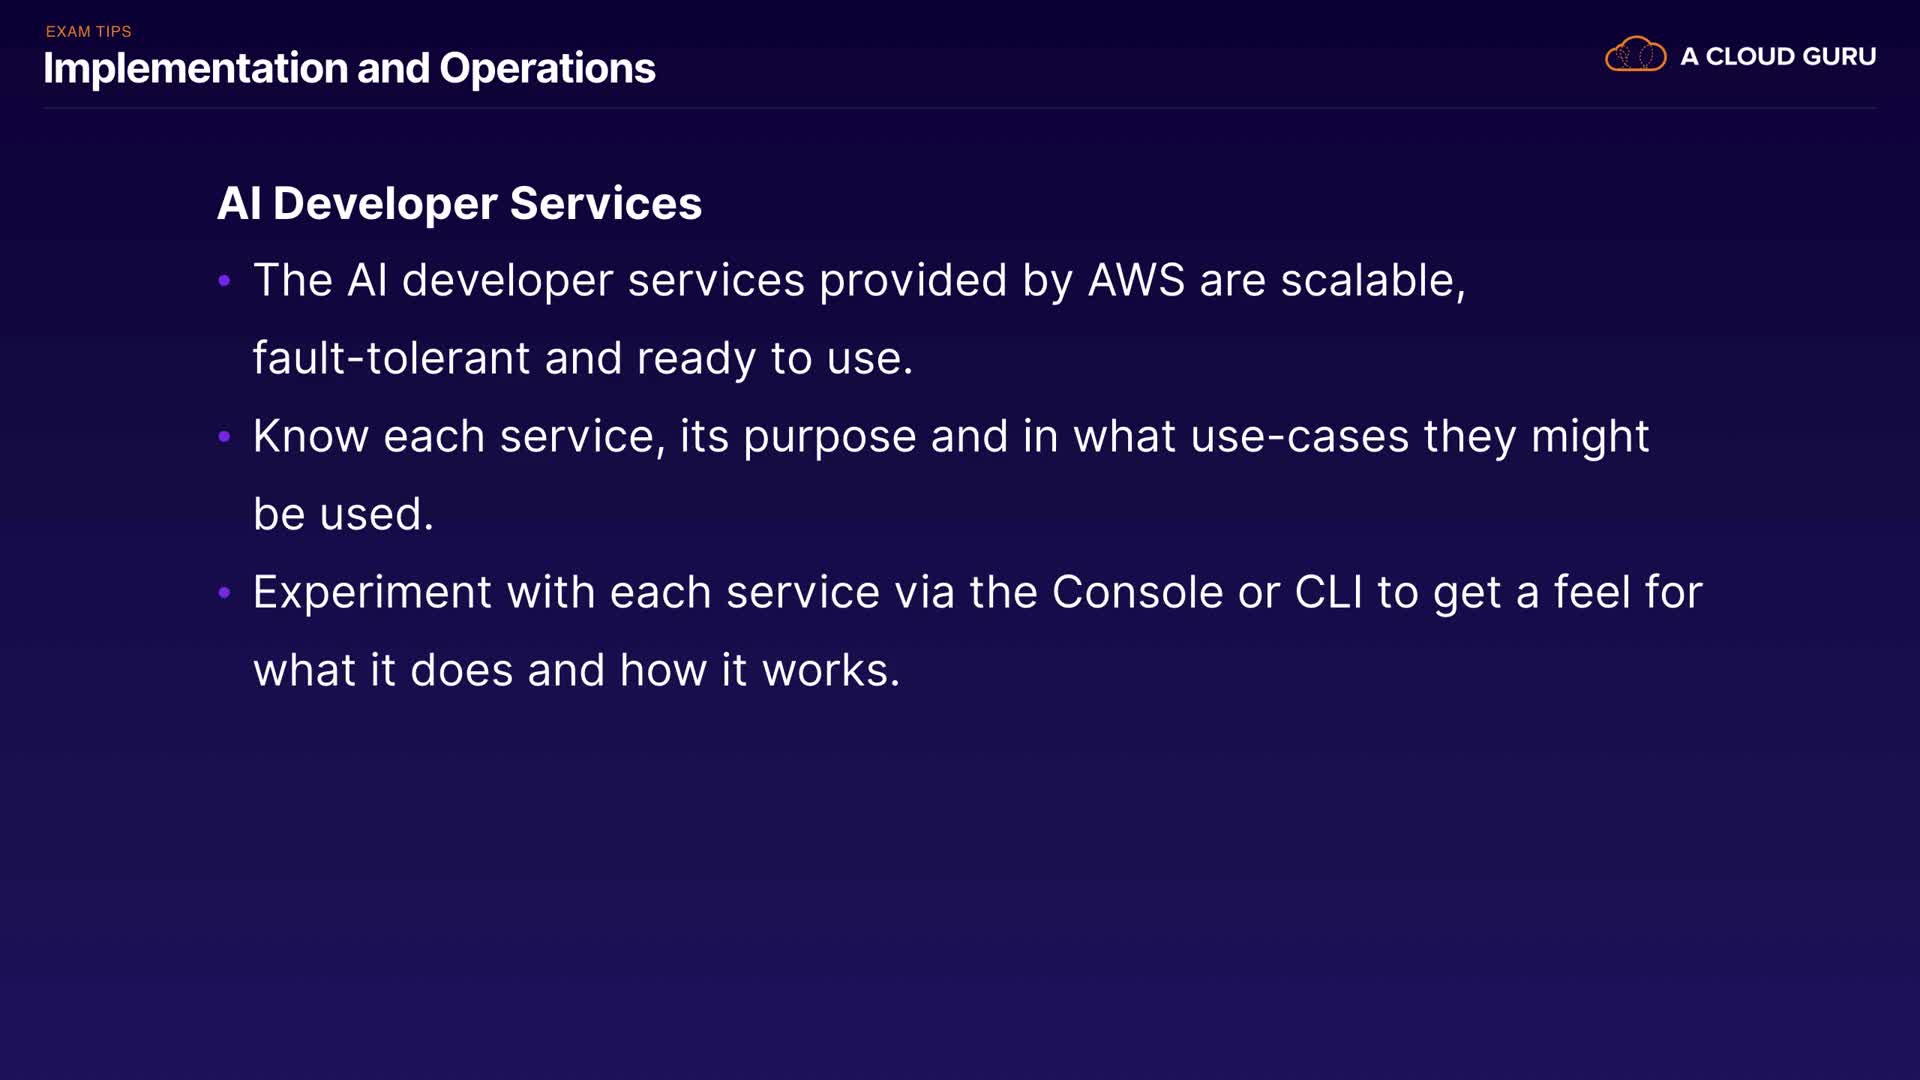 EXAM TIPS
Implementation and Operations
A CLOUD GURU
AI Developer Services
• The AI developer services provided by AWS are scalable,
fault-tolerant and ready to use.
• Know each service, its purpose and in what use-cases they might
be used.
• Experiment with each service via the Console or CLI to get a feel for
what it does and how it works.